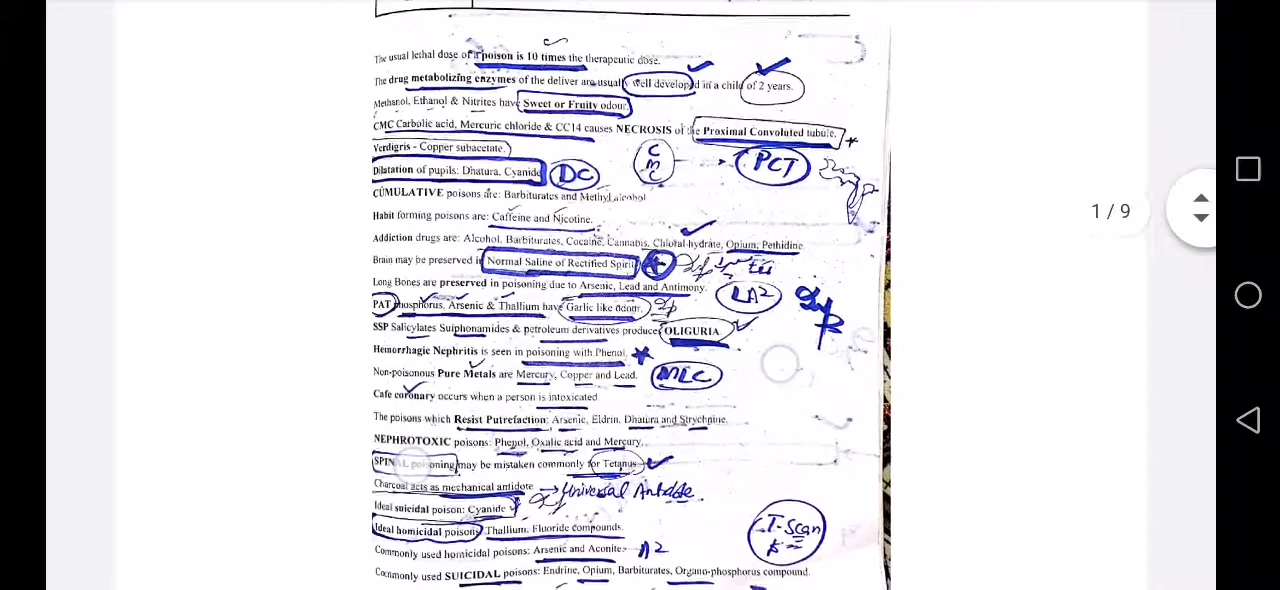 The usual lethal dose of a poison is 10 times the therapeutic dose.
The drug metabolizing enzymes of the deliver are usually well developed in a child of 2 years.
Methanol, Ethanol & Nitrites have Sweet or Fruity odour.
CMC Carbolic acid, Mercuric chloride & CC14 causes NECROSIS of the Proximal Convoluted tubule.
Verdigris - Copper subacetate.
C M C PCT
Dilatation of pupils: Dhatura, Cyanide DC
CUMULATIVE poisons are: Barbiturates and Methyl alcohol
Habit forming poisons are: Caffeine and Nicotine.
1 / 9
Addiction drugs are: Alcohol, Barbiturates, Cocaine, Cannabis, Chloral-hydrate, Opium, Pethidine.
Brain may be preserved in Normal Saline of Rectified Spirit
Long Bones are preserved in poisoning due to Arsenic, Lead and Antimony. LA2
PAT phosphorus, Arsenic & Thallium have Garlic like odour.
SSP Salicylates Sulphonamides & petroleum derivatives produce OLIGURIA
Hemorrhagic Nephritis is seen in poisoning with Phenol.
Non-poisonous Pure Metals are Mercury, Copper and Lead. MLC
Cafe coronary occurs when a person is intoxicated
The poisons which Resist Putrefaction: Arsenic, Eldrin, Dhatura and Strychnine.
NEPHROTOXIC poisons: Phenol, Oxalic acid and Mercury.
SPINAL poisoning may be mistaken commonly for Tetanus
Charcoal acts as mechanical antidote → Universal Antidote.
Ideal suicidal poison: Cyanide
Ideal homicidal poison: Thallium, Fluoride compounds.
T-Scan
Commonly used homicidal poisons: Arsenic and Aconite. A2
Commonly used SUICIDAL poisons: Endrine, Opium, Barbiturates, Organo-phosphorus compound.